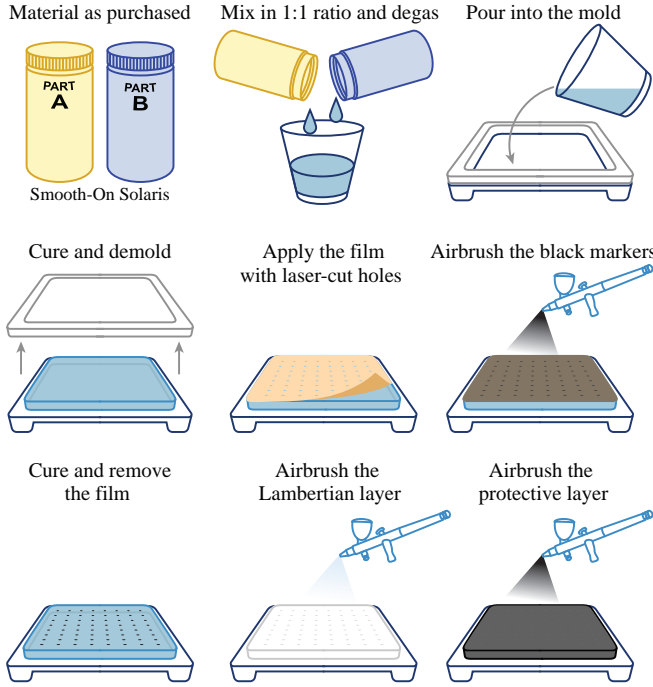 Material as purchased
Mix in 1:1 ratio and degas
Pour into the mold
PART
A
PART
B
Smooth-On Solaris
Cure and demold
Apply the film
with laser-cut holes
Airbrush the black markers
Cure and remove
the film
Airbrush the
Lambertian layer
Airbrush the
protective layer